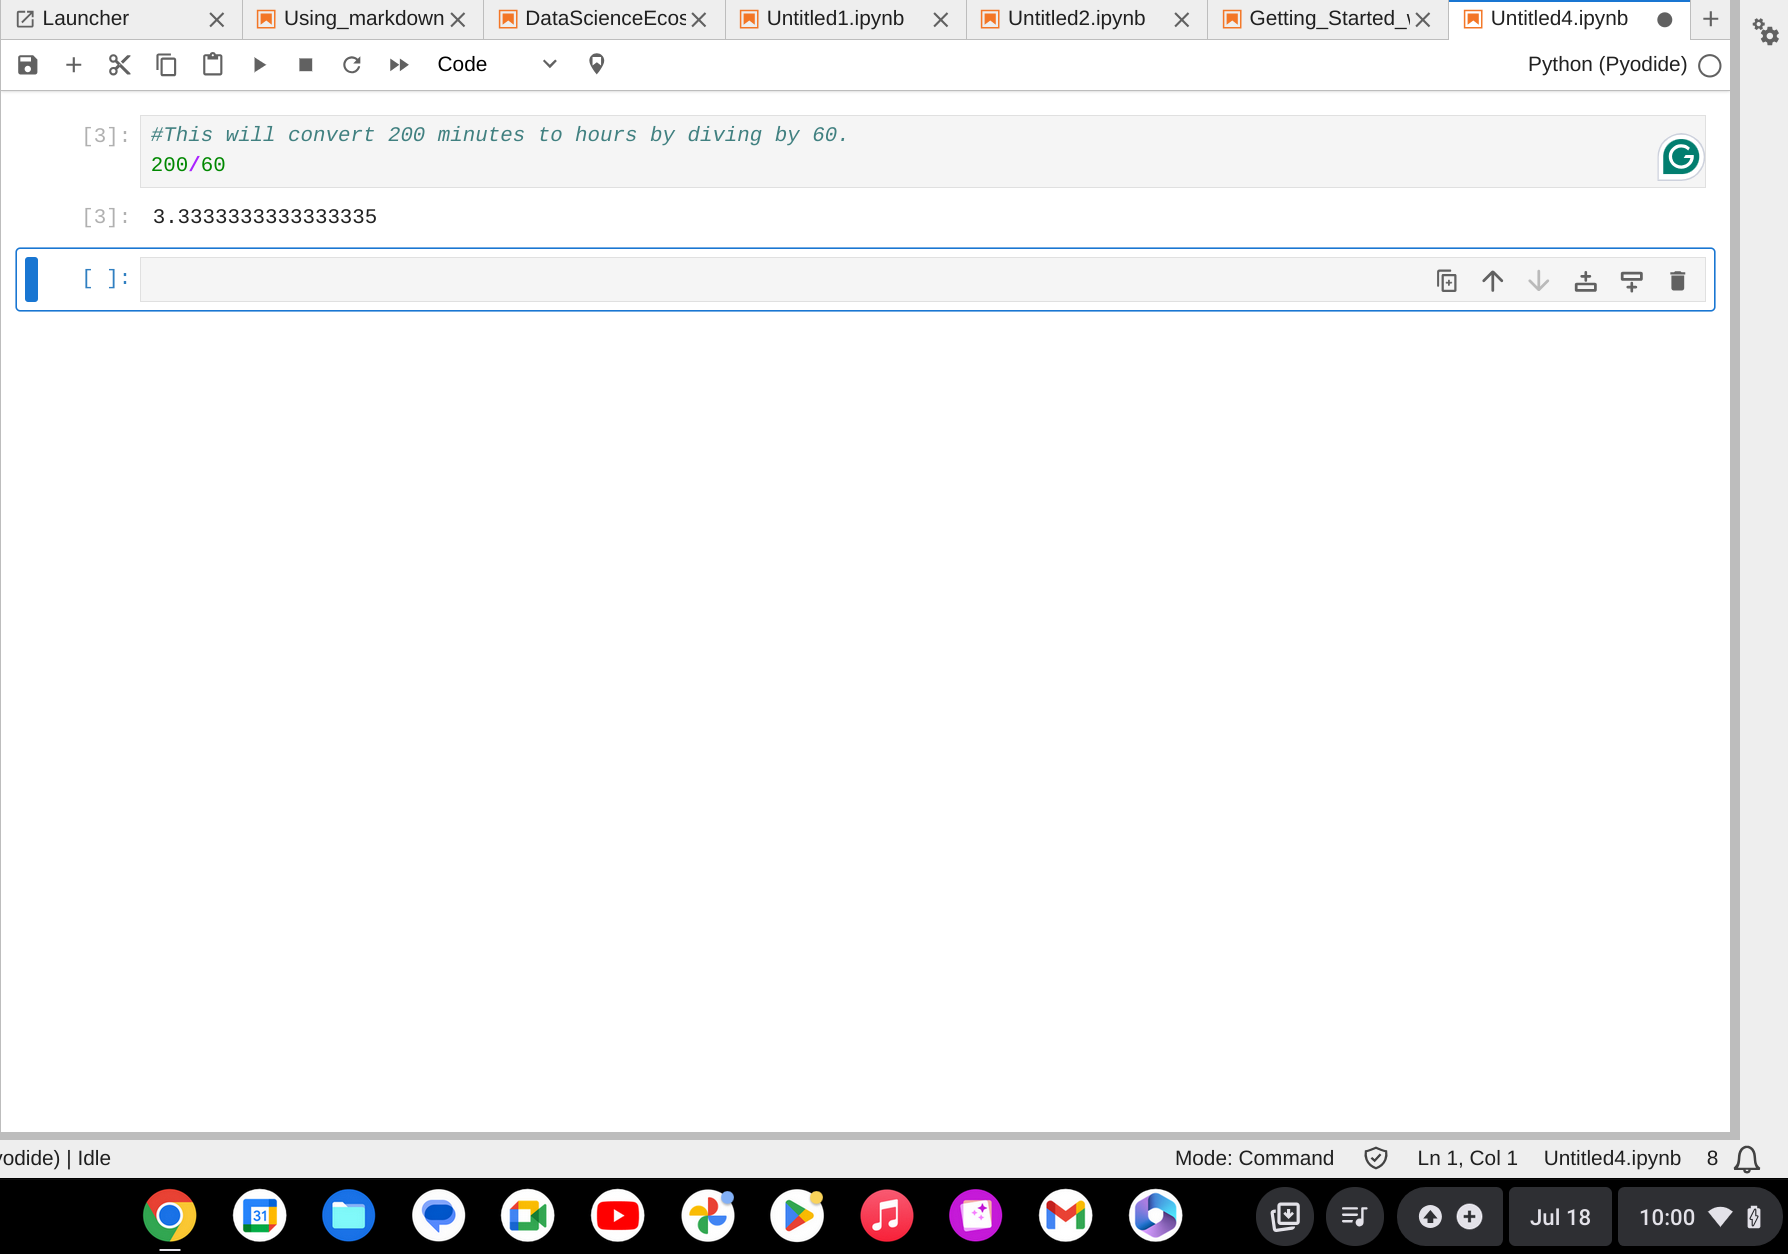 Launcher
Using_markdown
DataScienceEcos
Untitled1.ipynb
Untitled2.ipynb
Getting_Started_
Untitled4.ipynb
Code
Python (Pyodide)
[3]: #This will convert 200 minutes to hours by diving by 60.
200/60
[3]: 3.3333333333333335
[ ]:
yodide) | Idle
Mode: Command
Ln 1, Col 1
Untitled4.ipynb
8
31
Jul 18
10:00